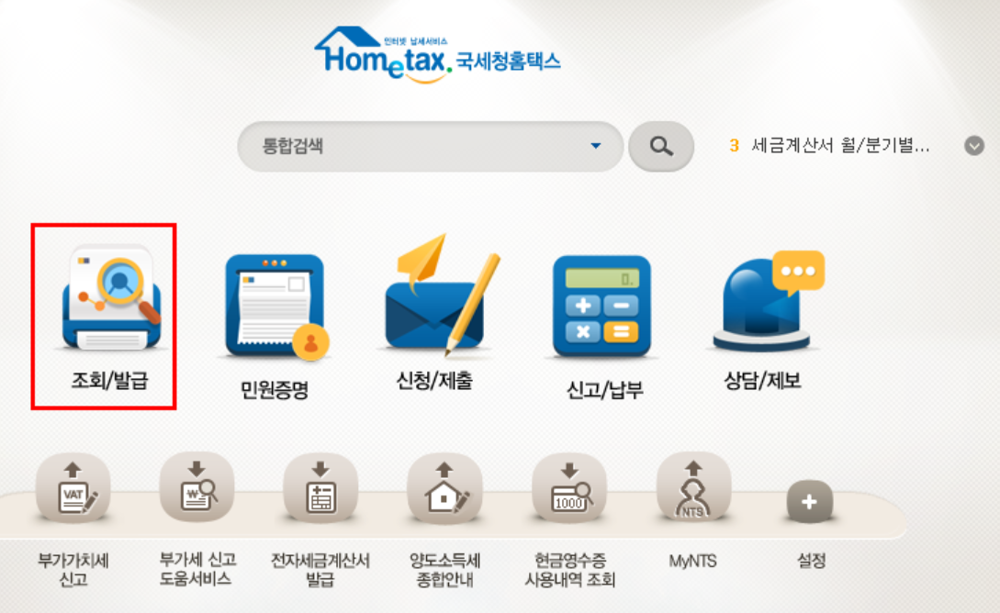 인터넷 납세서비스
Hometax. 국세청홈택스
통합검색
3 세금계산서 월/분기별...
조회/발급
민원증명
신청/제출
신고/납부
상담/제보
0.
VAT
₩
1000
NTS
부가가치세
신고
부가세 신고
도움서비스
전자세금계산서
발급
양도소득세
종합안내
현금영수증
사용내역 조회
MyNTS
설정